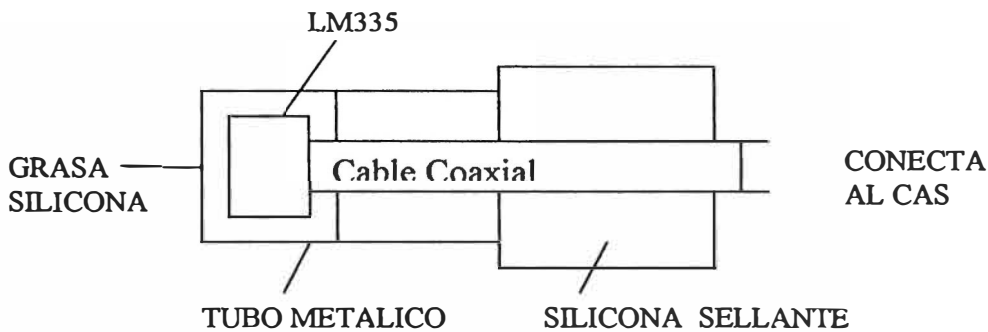 LM335
GRASA
SILICONA
Cable Coaxial
CONECTA
AL CAS
TUBO METALICO
SILICONA SELLANTE